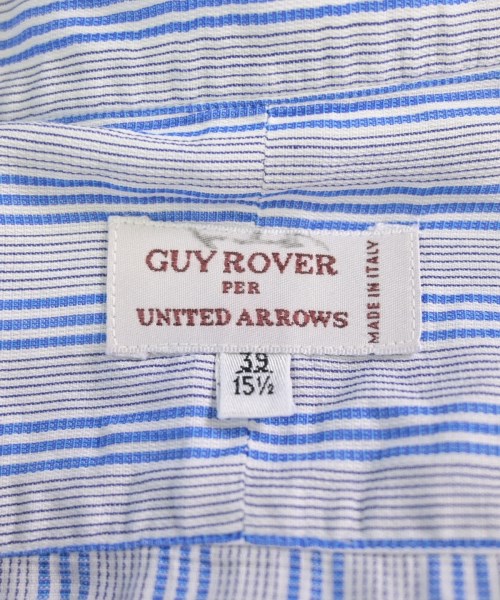 GUY ROVER
PER
UNITED ARROWS
MADE IN ITALY
39
15½